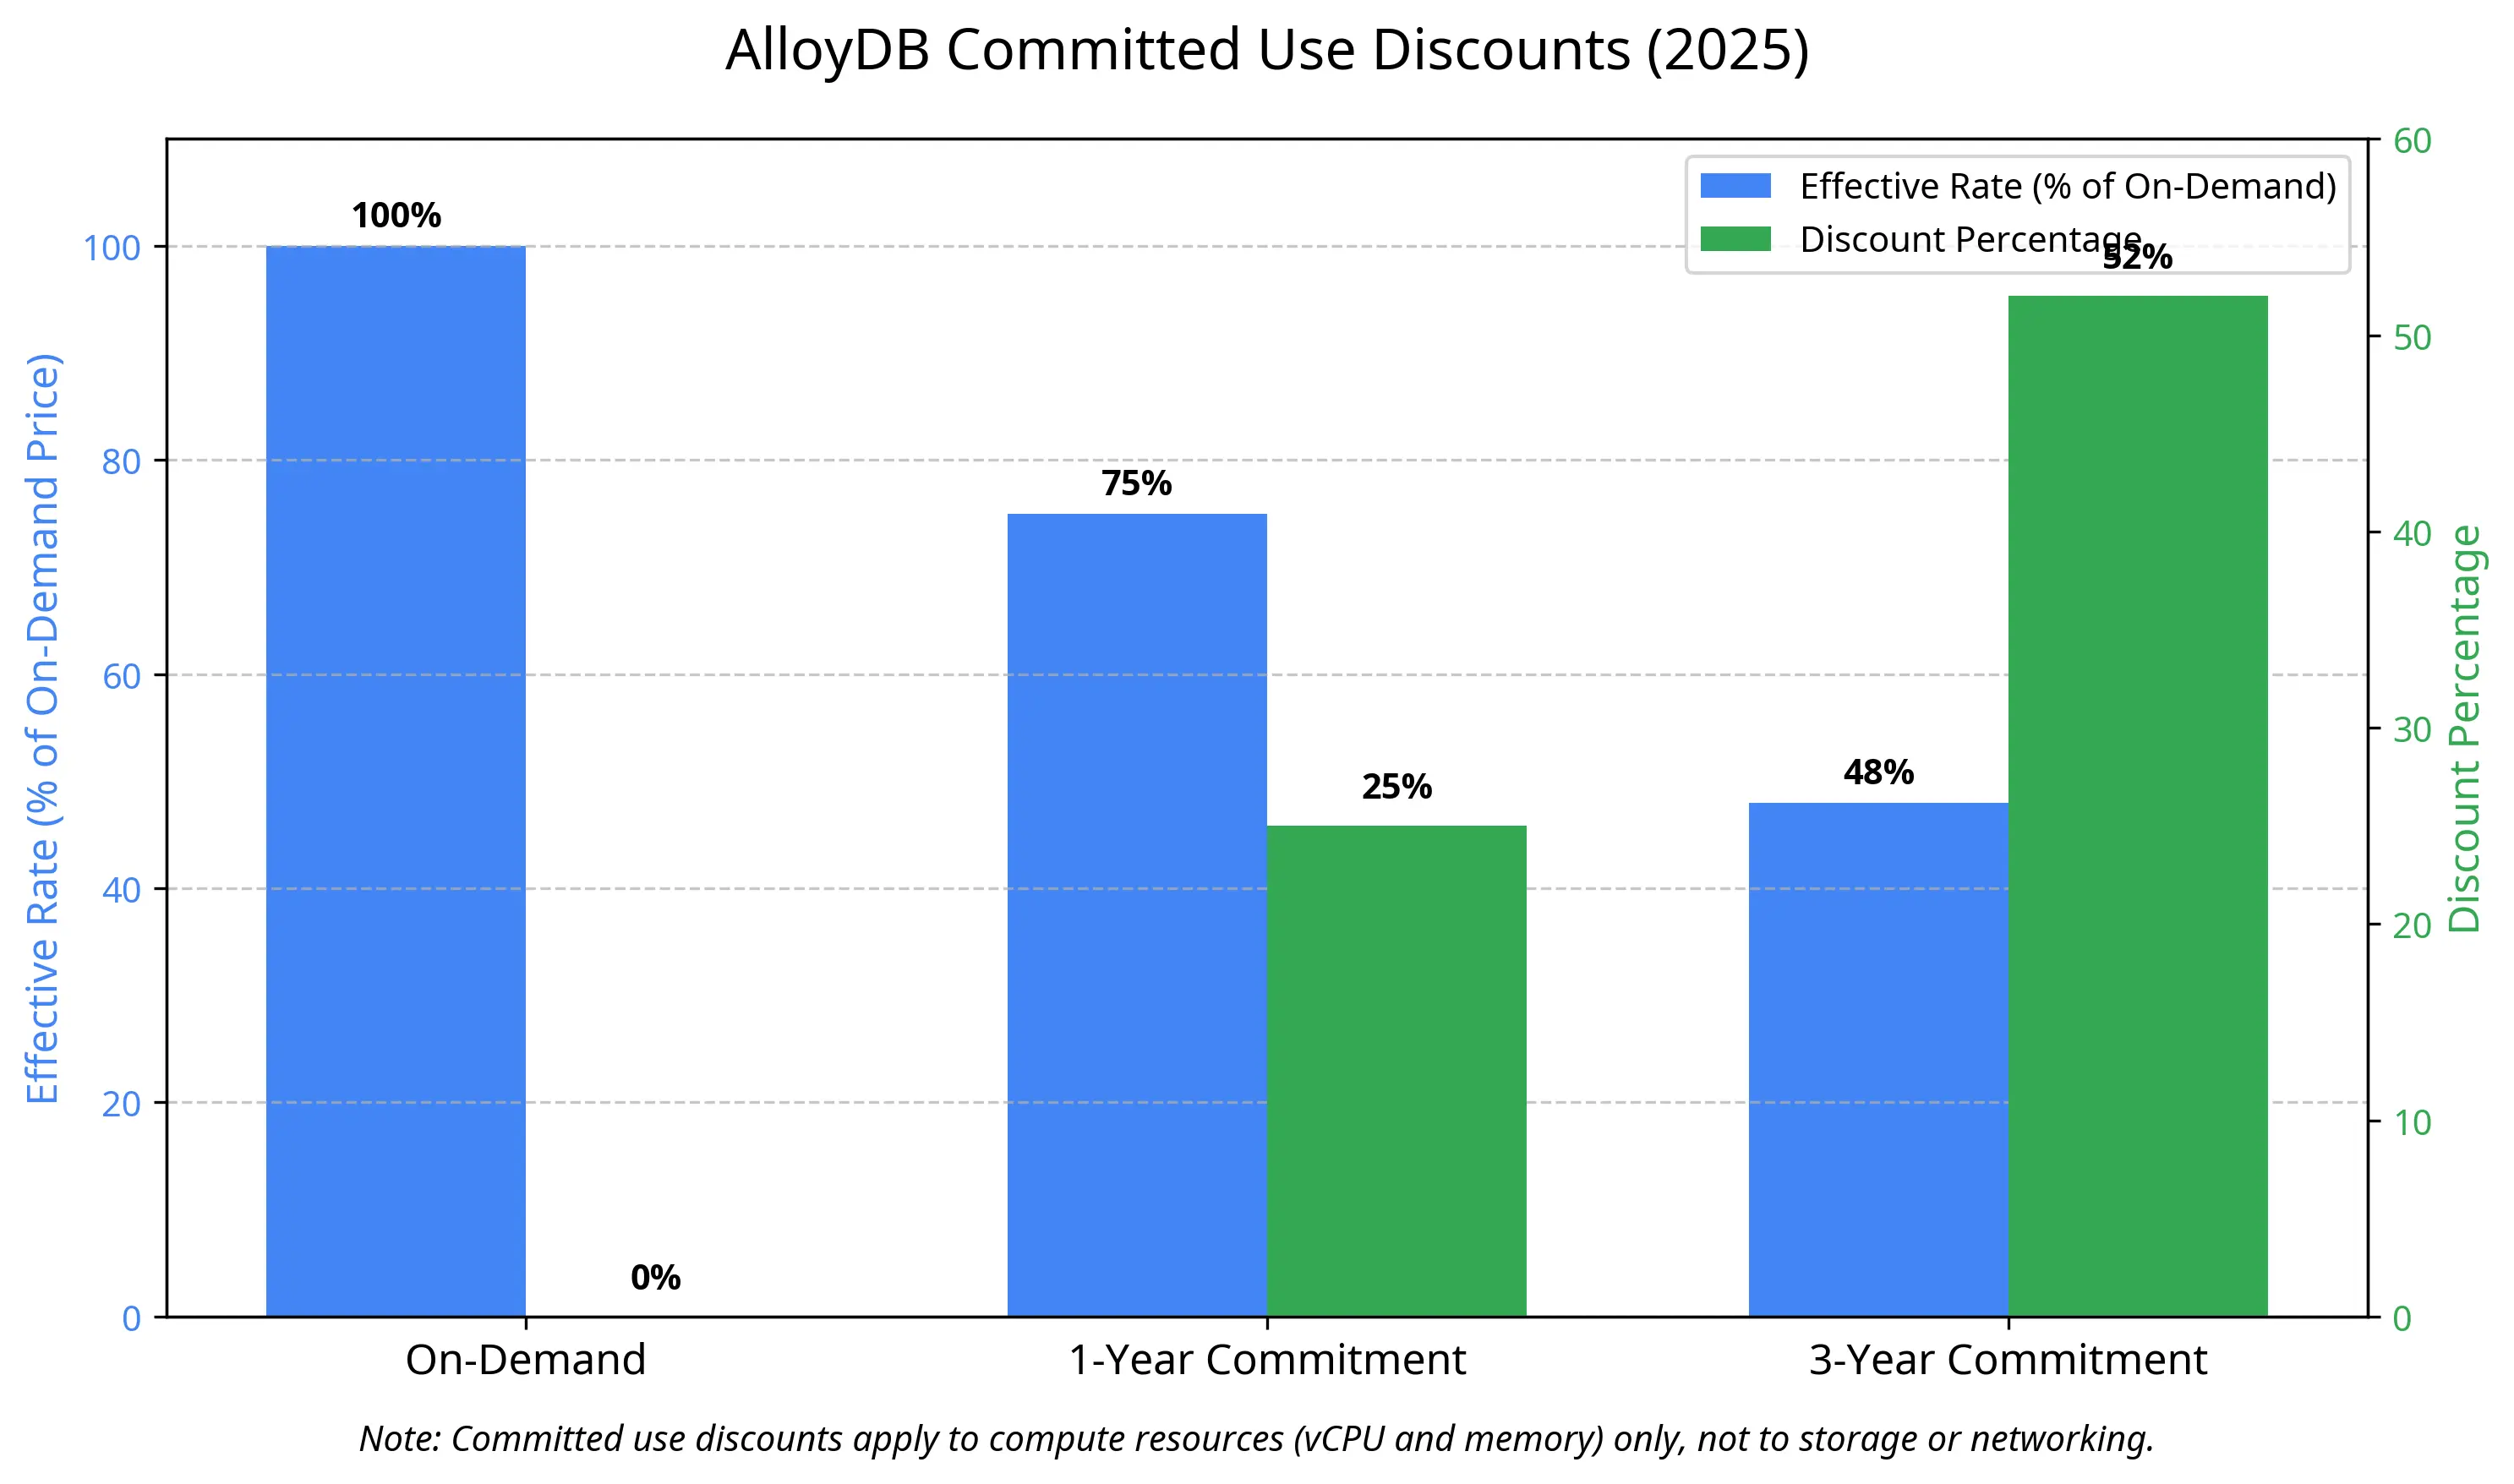 AlloyDB Committed Use Discounts (2025)
Effective Rate (% of On-Demand Price)
100
80
60
40
20
0
100%
0%
75%
25%
48%
52%
Effective Rate (% of On-Demand)
Discount Percentage
60
50
40
30
20
10
0
Discount Percentage
On-Demand
1-Year Commitment
3-Year Commitment
Note: Committed use discounts apply to compute resources (vCPU and memory) only, not to storage or networking.